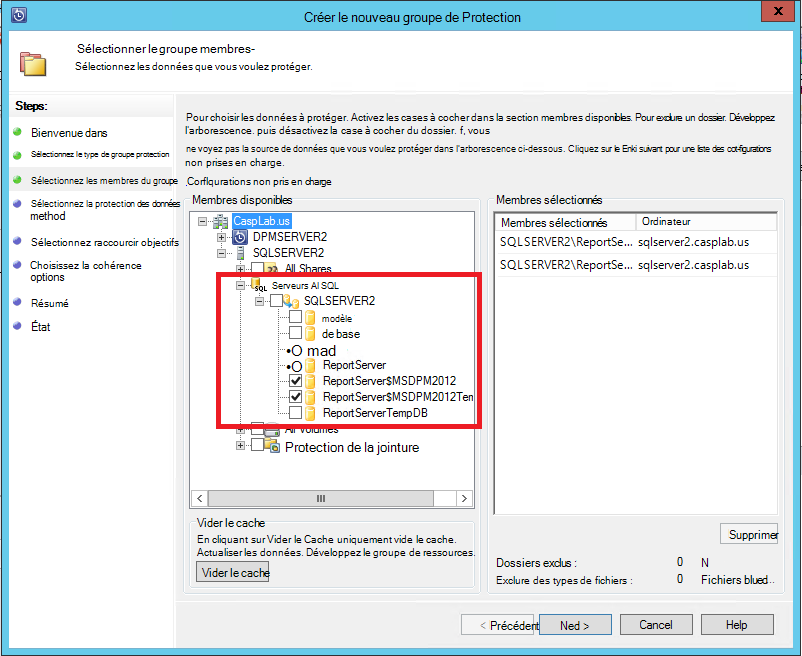 Créer le nouveau groupe de Protection
X
Sélectionner le groupe membres-
Sélectionnez les données que vous voulez protéger.
Steps:
Bienvenue dans
Sélectionnez le type de groupe protection
Sélectionnez les membres du groupe
Sélectionnez la protection des données
method
Sélectionnez raccourcir objectifs
Choisissez la cohérence
options
Résumé
État
Pour choisir les données à protéger. Activez les cases à cocher dans la section membres disponibles. Pour exclure un dossier. Développez
l'arborescence. puis désactivez la case à cocher du dossier. f, vous
ne voyez pas la source de données que vous voulez protéger dans l'arborescence ci-dessous. Cliquez sur le Enki suivant pour une liste des cot-figurations
non prises en charge.
,Corflqurations non pris en charge
Membres disponibles
CaspLab.us
DPMSERVER2
SQLSERVER2
All Shares
Serveurs AI SQL
SQLSERVER2
modèle
de base
•O mad
•O ReportServer
ReportServer$MSDPM2012
ReportServer$MSDPM2012Tem
ReportServerTempDB
All Volumes
Protection de la jointure
Vider le cache
En cliquant sur Vider le Cache uniquement vide le cache.
Actualiser les données. Développez le groupe de ressources.
Vider le cache
Membres sélectionnés
Membres sélectionnés Ordinateur
SQLSERVER2\ReportSe... sqlserver2.casplab.us
SQLSERVER2\ReportSe... sqlserver2.casplab.us
Supprimer
Dossiers exclus : 0 N
Exclure des types de fichiers : 0 Fichiers blued..
< Précédent
Ned >
Cancel
Help